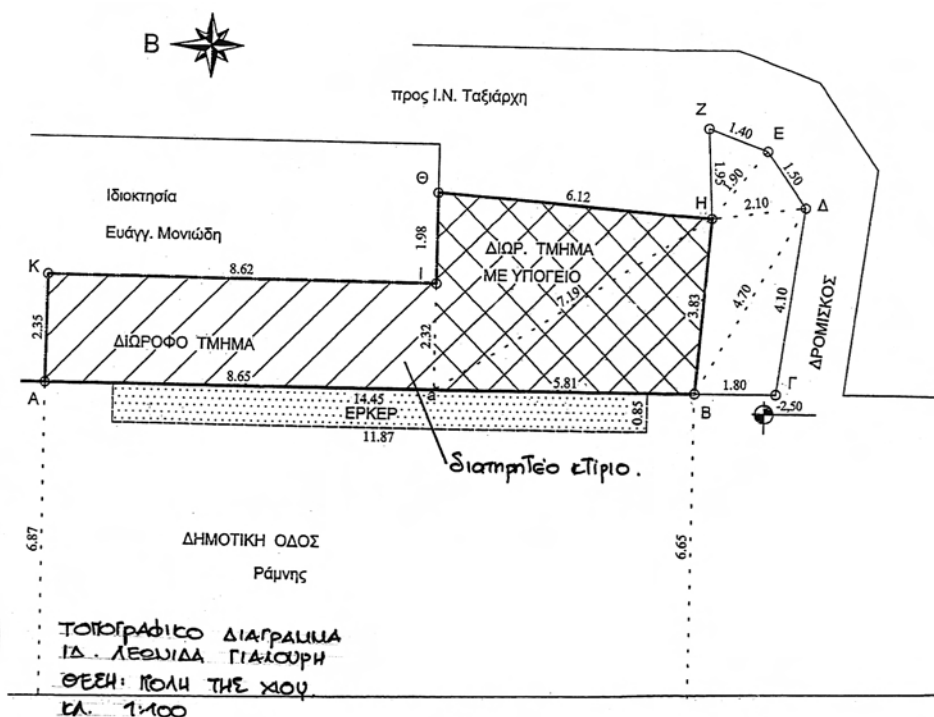 Β
προς Ι.Ν. Ταξιάρχη
Ζ
1.40
Ε
1.95
1.90
1.50
Ιδιοκτησία
Ευάγγ. Μονιώδη
Θ
6.12
Η
2.10
Δ
1.98
ΔΙΩΡ. ΤΜΗΜΑ
ΜΕ ΥΠΟΓΕΙΟ
Κ
8.62
Ι
7.19
3.83
4.70
4.10
ΔΡΟΜΙΣΚΟΣ
2.35
ΔΙΩΡΟΦΟ ΤΜΗΜΑ
2.32
Α
8.65
a
5.81
Β
1.80
Γ
14.45
-2,50
ΕΡΚΕΡ
0.85
11.87
διατηρητέο κτίριο.
6.87
6.65
ΔΗΜΟΤΙΚΗ ΟΔΟΣ
Ράμνης
ΤΟΠΟΓΡΑΦΙΚΟ ΔΙΑΓΡΑΜΜΑ
ΙΔ. ΛΕΩΝΙΔΑ ΓΙΑΛΟΥΡΗ
ΘΕΣΗ: ΠΟΛΗ ΤΗΣ ΧΙΟΥ
ΚΛ. 1:100